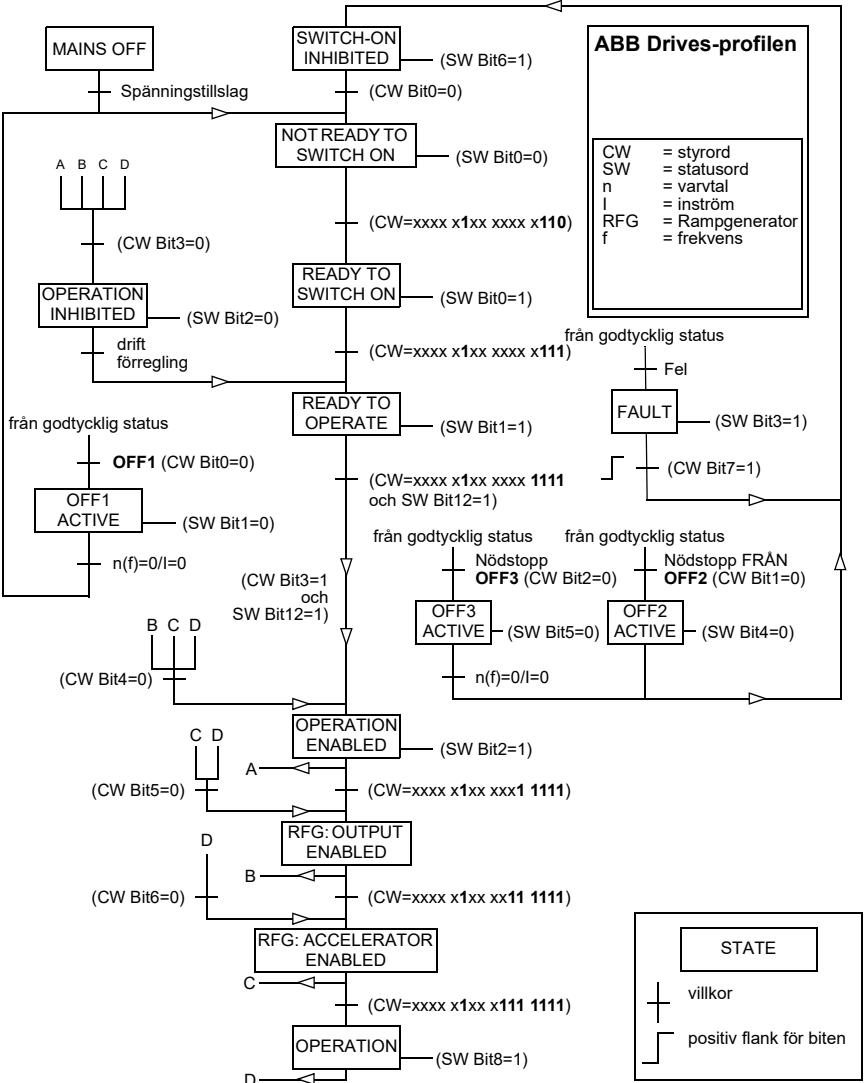 MAINS OFF
Spänningstillslag
SWITCH-ON
INHIBITED
(SW Bit6=1)
(CW Bit0=0)
ABB Drives-profilen
CW = styrord
SW = statusord
n = varvtal
I = inström
RFG = Rampgenerator
f = frekvens
NOT READY TO
SWITCH ON
(SW Bit0=0)
A B C D
(CW Bit3=0)
(CW=xxxx x1xx xxxx x110)
OPERATION
INHIBITED
(SW Bit2=0)
drift
förregling
READY TO
SWITCH ON
(SW Bit0=1)
(CW=xxxx x1xx xxxx x111)
från godtycklig status
Fel
FAULT
(SW Bit3=1)
(CW Bit7=1)
READY TO
OPERATE
(SW Bit1=1)
från godtycklig status
OFF1 (CW Bit0=0)
OFF1
ACTIVE
(SW Bit1=0)
n(f)=0/I=0
(CW=xxxx x1xx xxxx 1111
och SW Bit12=1)
(CW Bit3=1
och
SW Bit12=1)
från godtycklig status
Nödstopp
OFF3 (CW Bit2=0)
OFF3
ACTIVE
(SW Bit5=0)
n(f)=0/I=0
från godtycklig status
Nödstopp FRÅN
OFF2 (CW Bit1=0)
OFF2
ACTIVE
(SW Bit4=0)
B C D
(CW Bit4=0)
OPERATION
ENABLED
(SW Bit2=1)
A
C D
(CW Bit5=0)
(CW=xxxx x1xx xxx1 1111)
RFG: OUTPUT
ENABLED
B
D
(CW Bit6=0)
(CW=xxxx x1xx xx11 1111)
RFG: ACCELERATOR
ENABLED
C
(CW=xxxx x1xx x111 1111)
OPERATION
(SW Bit8=1)
D
STATE
villkor
positiv flank för biten